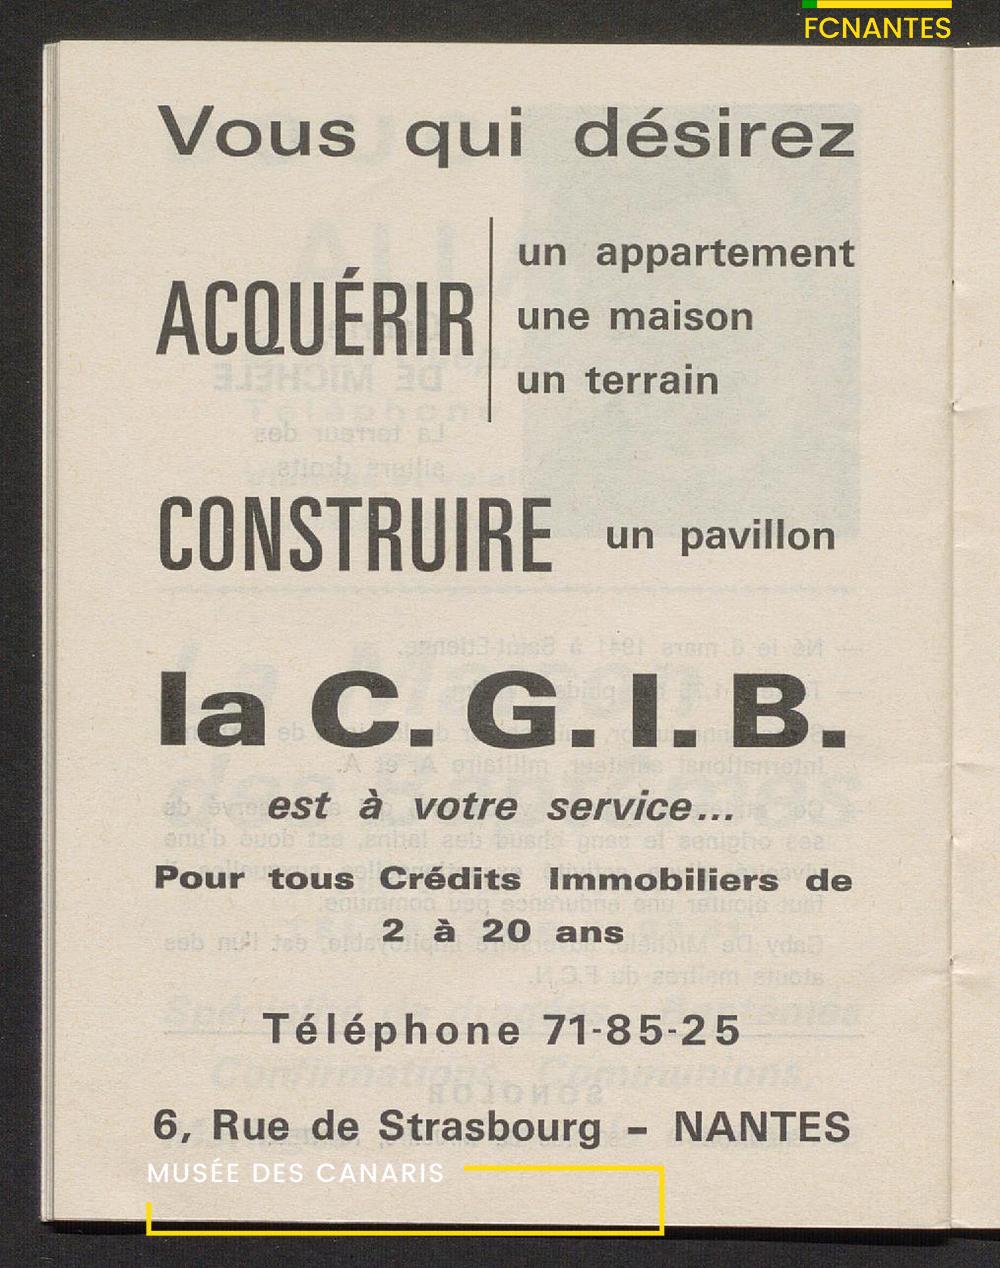 FCNANTES
Vous qui désirez
ACQUÉRIR
un appartement
une maison
un terrain
CONSTRUIRE un pavillon
la C. G. I. B.
est à votre service...
Pour tous Crédits Immobiliers de
2 à 20 ans
Téléphone 71-85-25
6, Rue de Strasbourg – NANTES
MUSÉE DES CANARIS